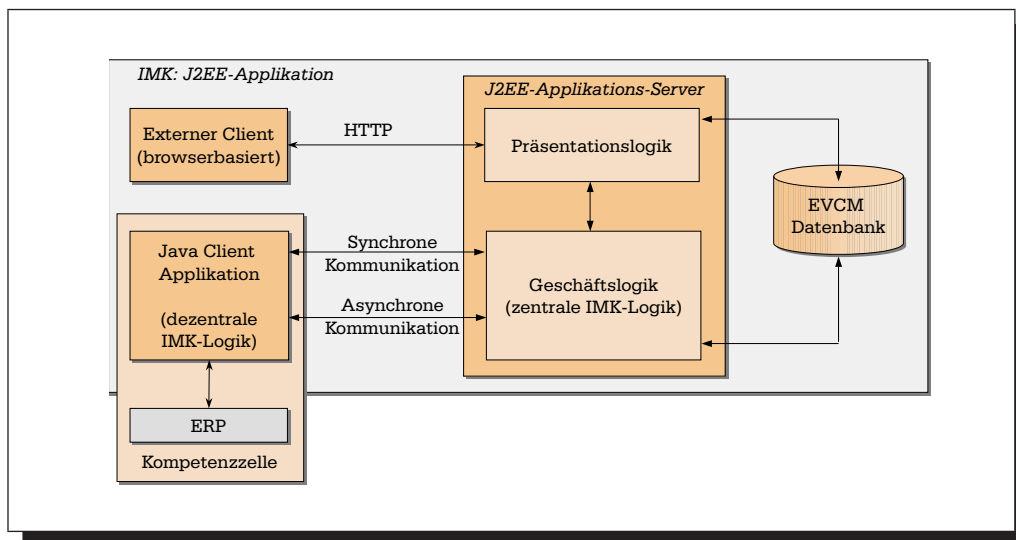 IMK: J2EE-Applikation
J2EE-Applikations-Server
Externer Client
(browserbasiert)
HTTP
Präsentationslogik
EVCM
Datenbank
Java Client
Applikation
(dezentrale
IMK-Logik)
Synchrone
Kommunikation
Asynchrone
Kommunikation
Geschäftslogik
(zentrale IMK-Logik)
ERP
Kompetenzzelle